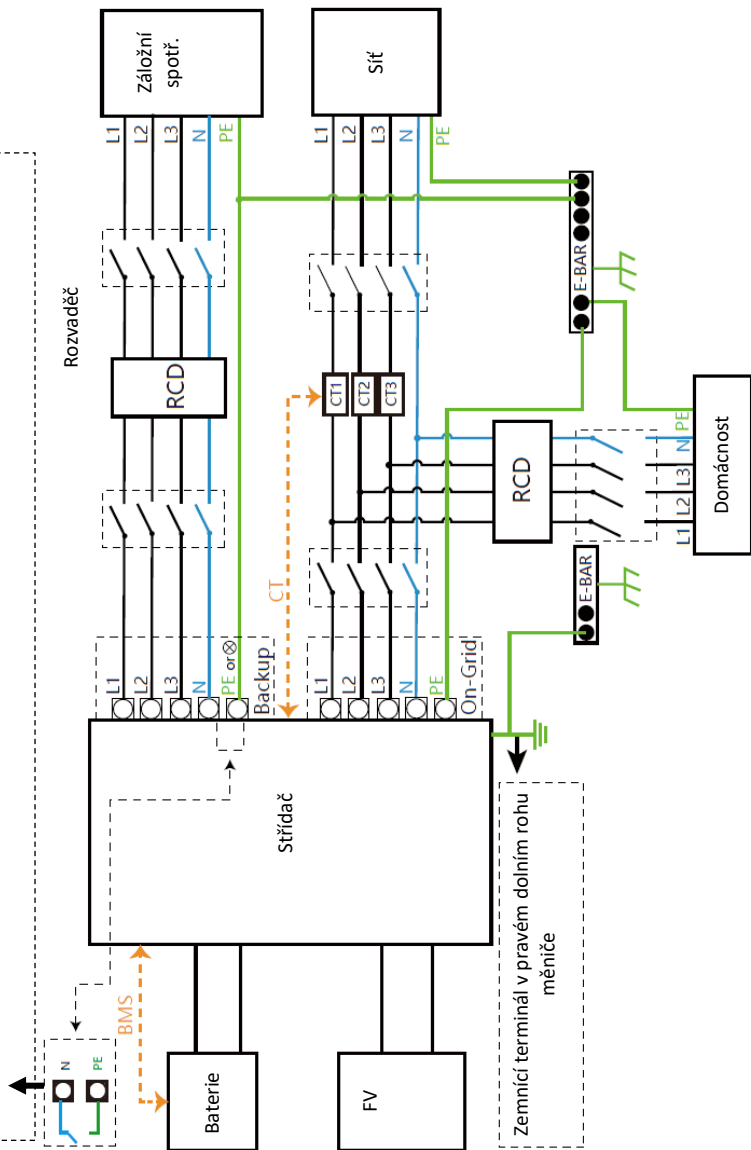 Záložní
spotř.
Síť
L1
L2
L3
N
PE
L1
L2
L3
N
PE
Rozvaděč
RCD
E-BAR
CT1
CT2
CT3
CT
RCD
L1
L2
L3
N
PE
Domácnost
E-BAR
L1
L2
L3
N
PE or
Backup
L1
L2
L3
N
PE
On-Grid
Střídač
BMS
N
PE
Baterie
FV
Zemnící terminál v pravém dolním rohu
měniče